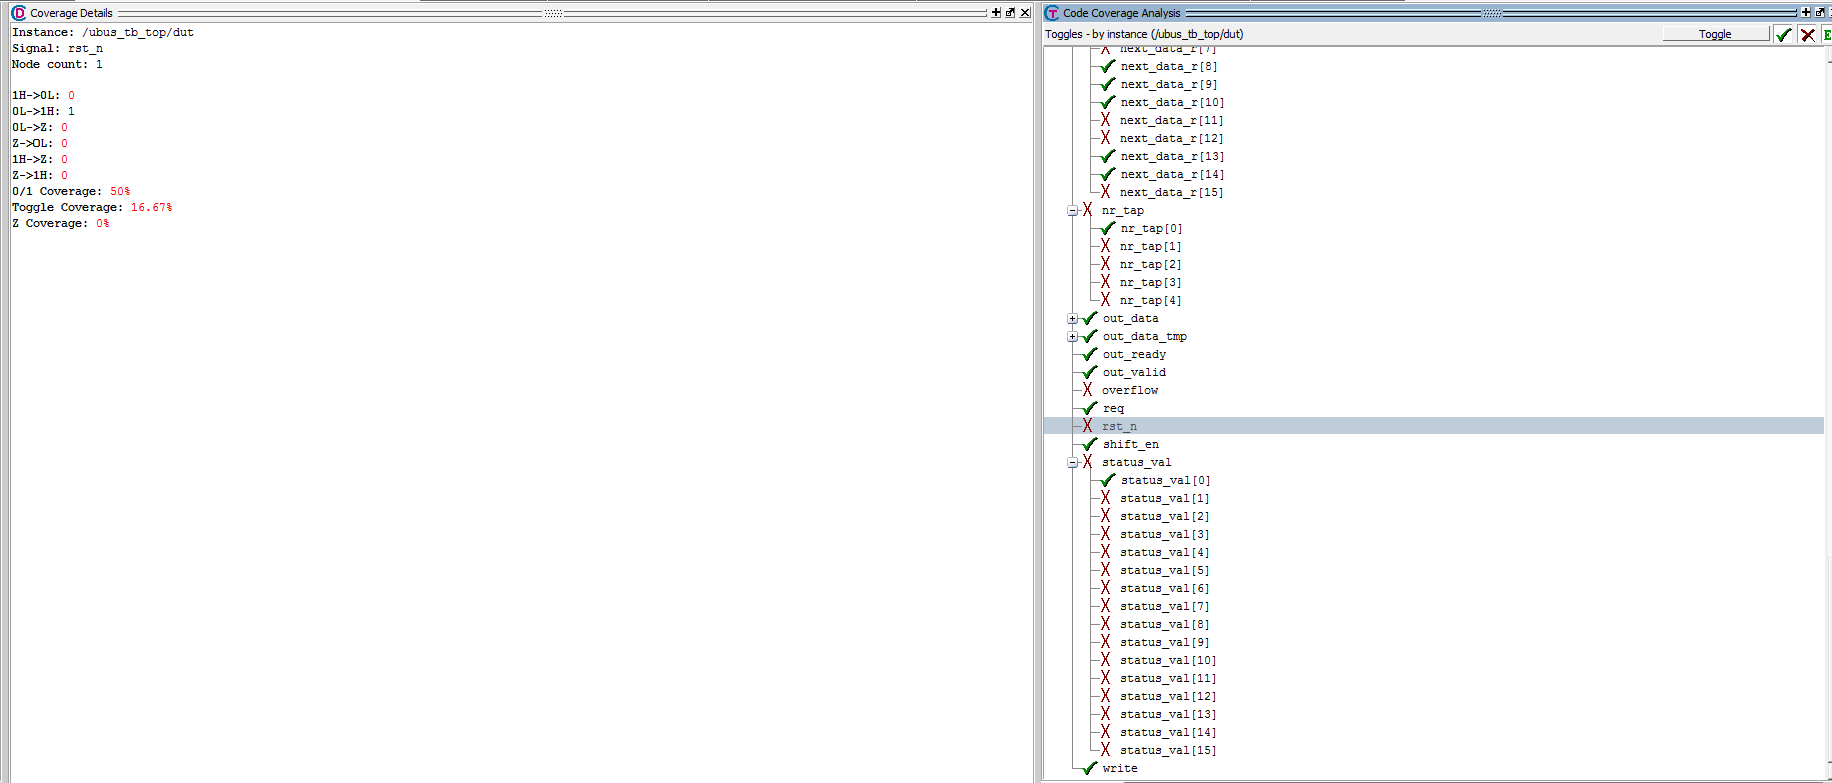 Coverage Details
Instance: /ubus_tb_top/dut
Signal: rst_n
Node count: 1
1H->0L: 0
0L->1H: 1
0L->Z: 0
Z->0L: 0
1H->Z: 0
Z->1H: 0
0/1 Coverage: 50%
Toggle Coverage: 16.67%
Z Coverage: 0%
Code Coverage Analysis
Toggles - by instance (/ubus_tb_top/dut)
Toggle
E
next_data_r[7]
next_data_r[8]
next_data_r[9]
next_data_r[10]
next_data_r[11]
next_data_r[12]
next_data_r[13]
next_data_r[14]
next_data_r[15]
nr_tap
nr_tap[0]
nr_tap[1]
nr_tap[2]
nr_tap[3]
nr_tap[4]
out_data
out_data_tmp
out_ready
out_valid
overflow
req
rst_n
shift_en
status_val
status_val[0]
status_val[1]
status_val[2]
status_val[3]
status_val[4]
status_val[5]
status_val[6]
status_val[7]
status_val[8]
status_val[9]
status_val[10]
status_val[11]
status_val[12]
status_val[13]
status_val[14]
status_val[15]
write